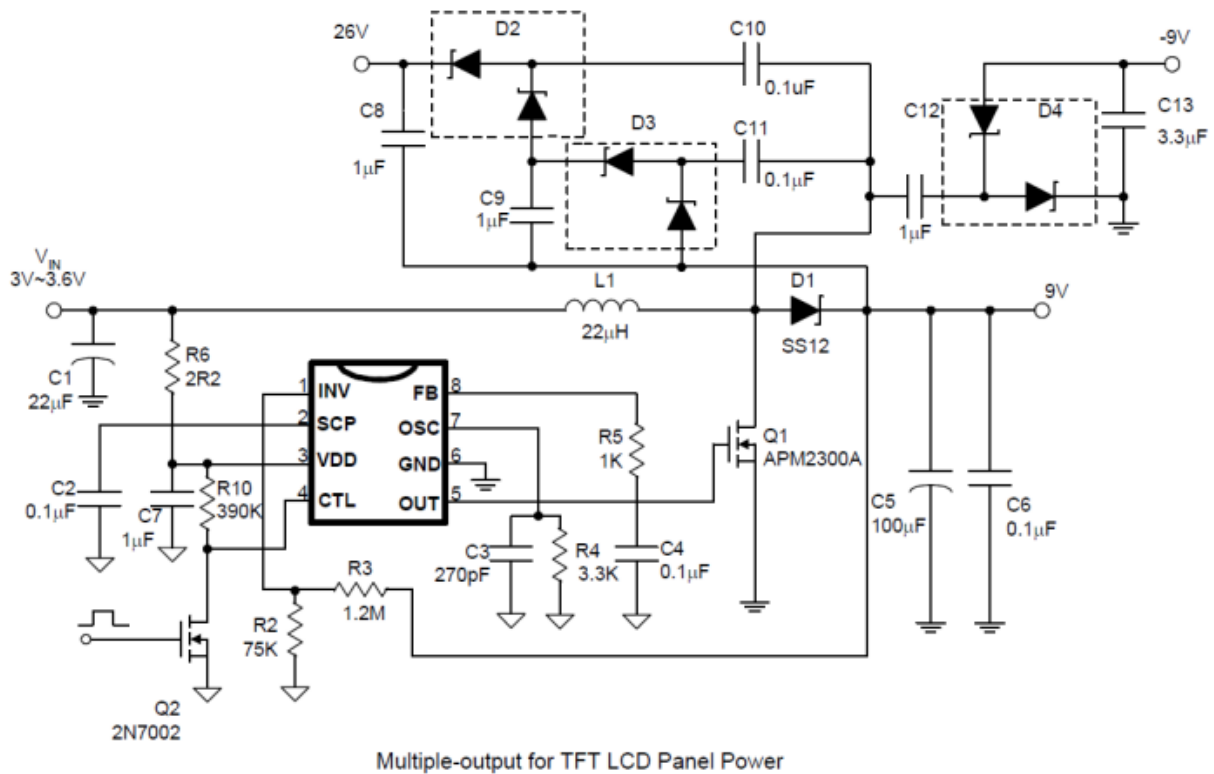 D2
26V
C10
0.1uF
-9V
C8
1μF
D3
C11
0.1μF
C12
1μF
D4
C13
3.3μF
C9
1μF
VIN
3V~3.6V
L1
22μH
D1
SS12
9V
C1
22μF
R6
2R2
1 INV
2 SCP
3 VDD
4 CTL
FB 8
OSC 7
GND 6
OUT 5
R5
1K
Q1
APM2300A
C2
0.1μF
C7
1μF
R10
390K
C3
270pF
R4
3.3K
C4
0.1μF
C5
100μF
C6
0.1μF
R3
1.2M
R2
75K
Q2
2N7002
Multiple-output for TFT LCD Panel Power